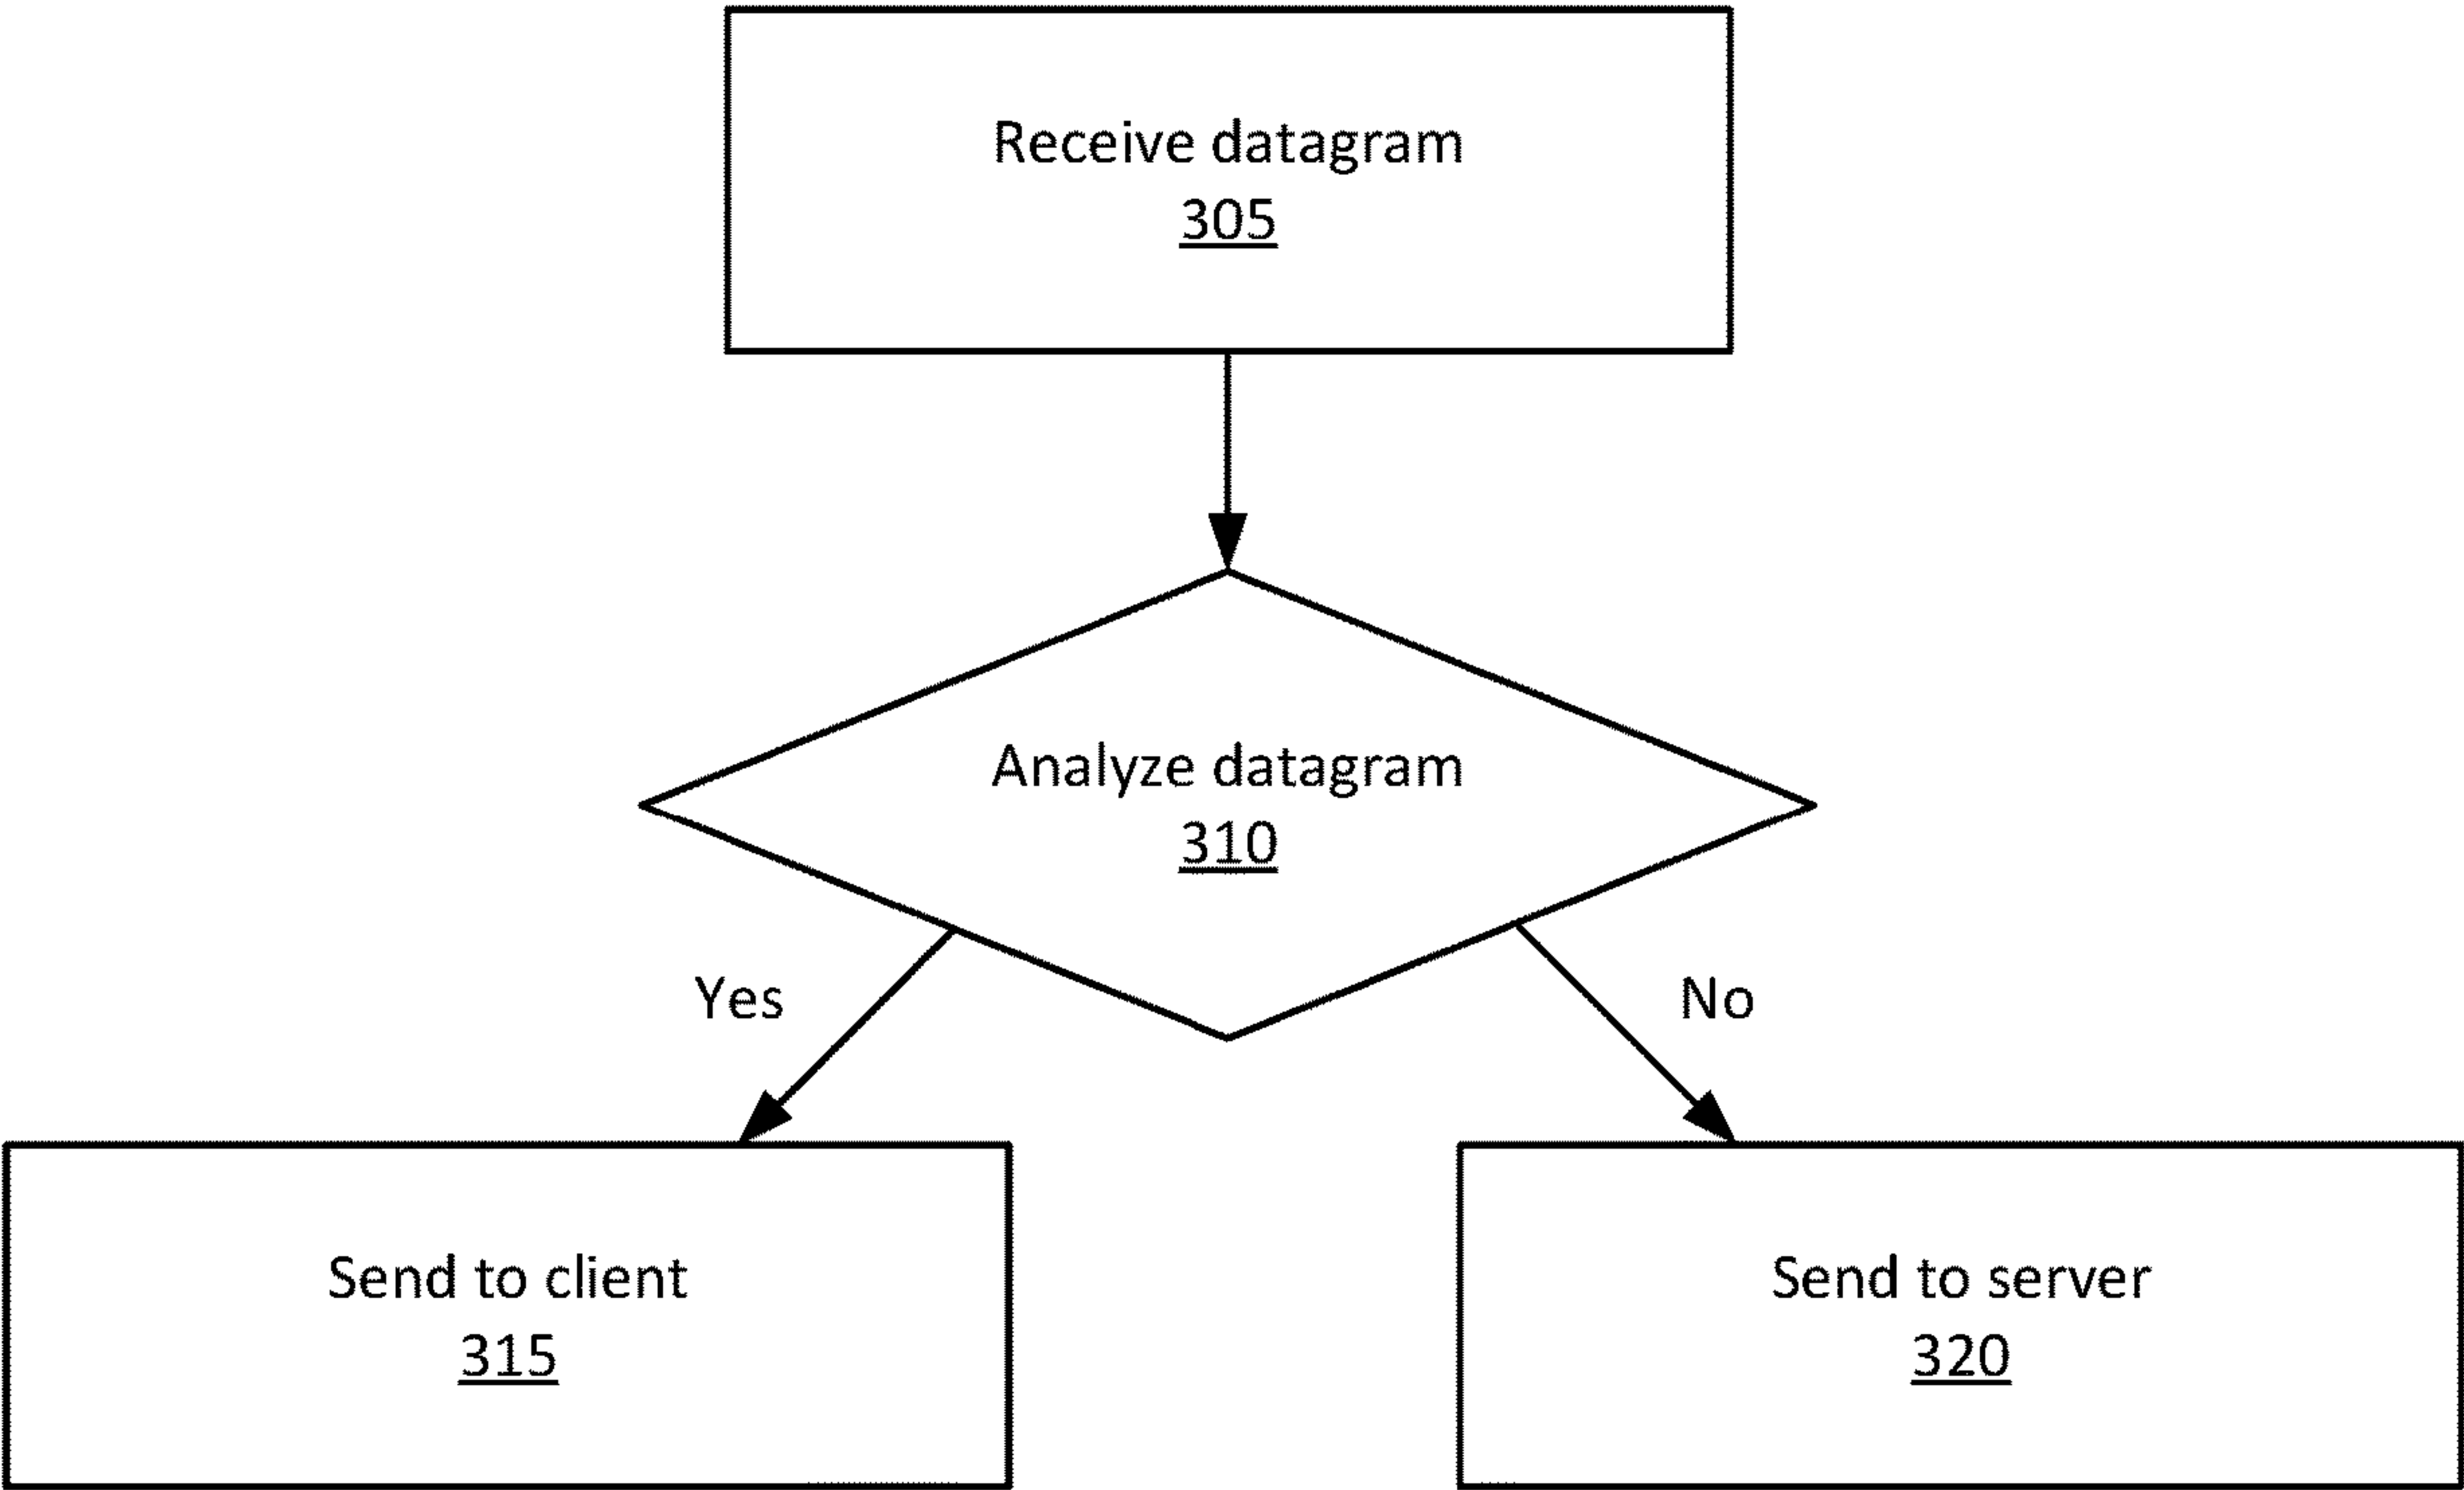 Receive datagram
305
Analyze datagram
310
Yes
No
Send to client
315
Send to server
320